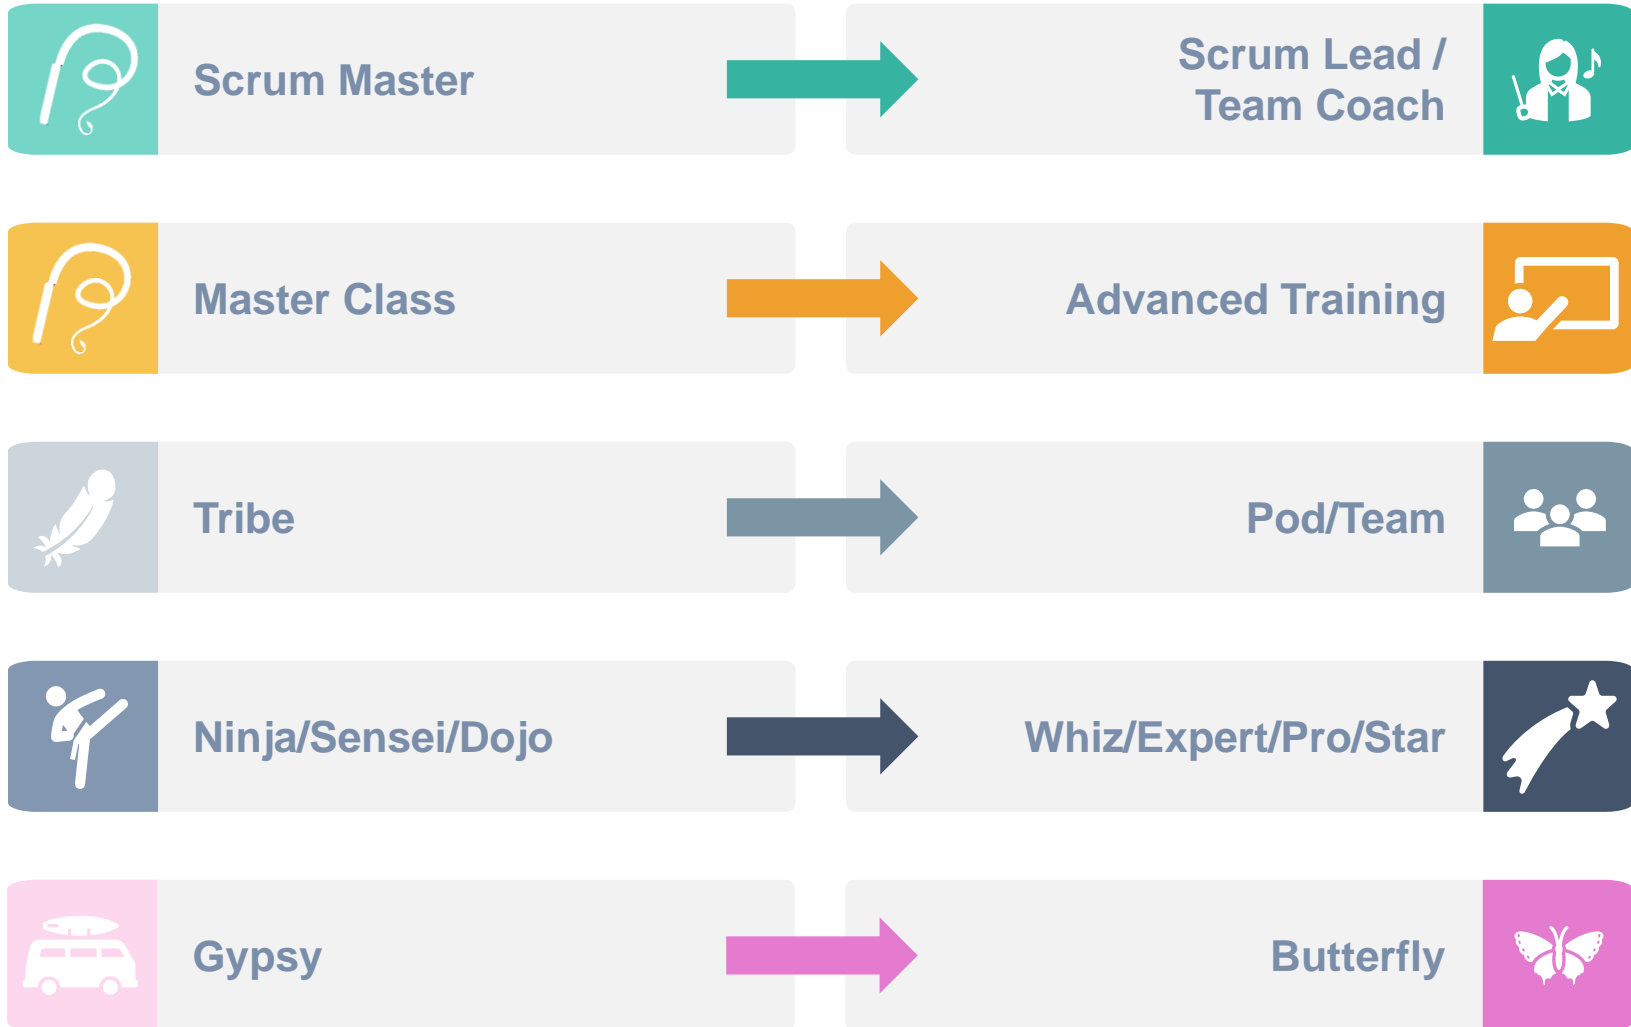 Scrum Master
Scrum Lead /
Team Coach
Master Class
Advanced Training
Tribe
Pod/Team
Ninja/Sensei/Dojo
Whiz/Expert/Pro/Star
Gypsy
Butterfly